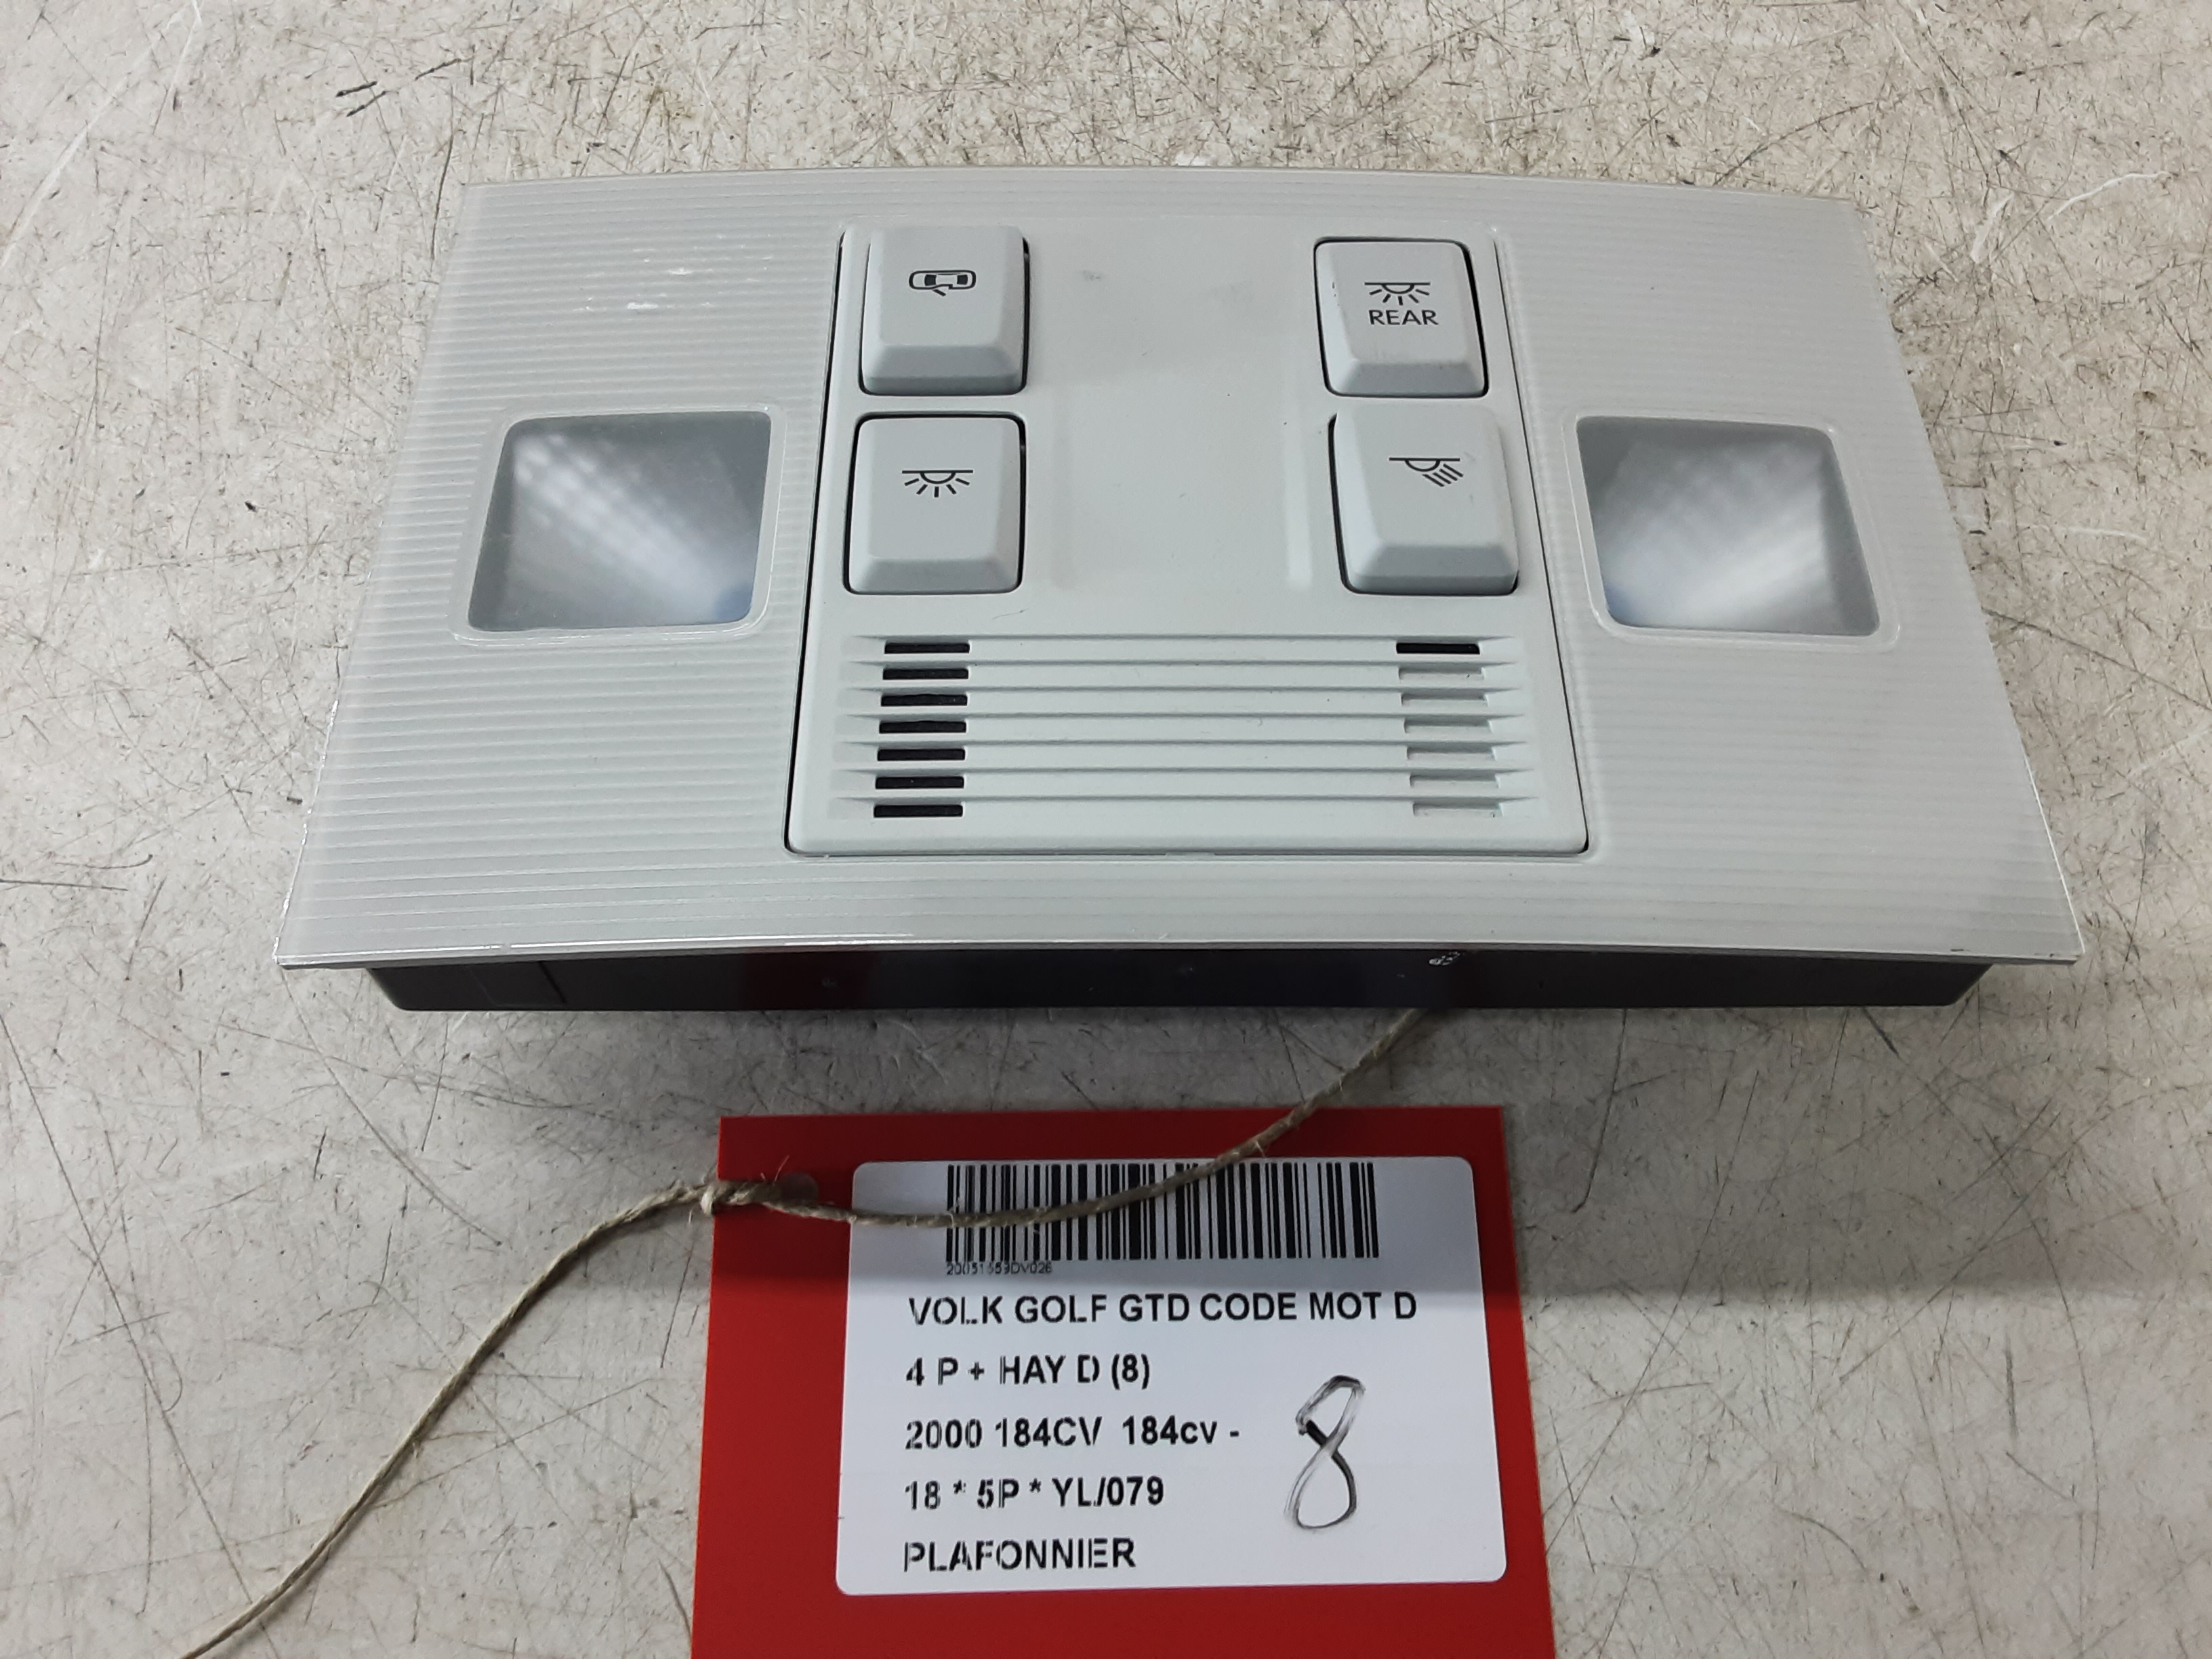 REAR
VOLK GOLF GTD CODE MOT D
4 P + HAY D (8)
2000 184CV 184cv -
8
18 * 5P * YL/079
PLAFONNIER